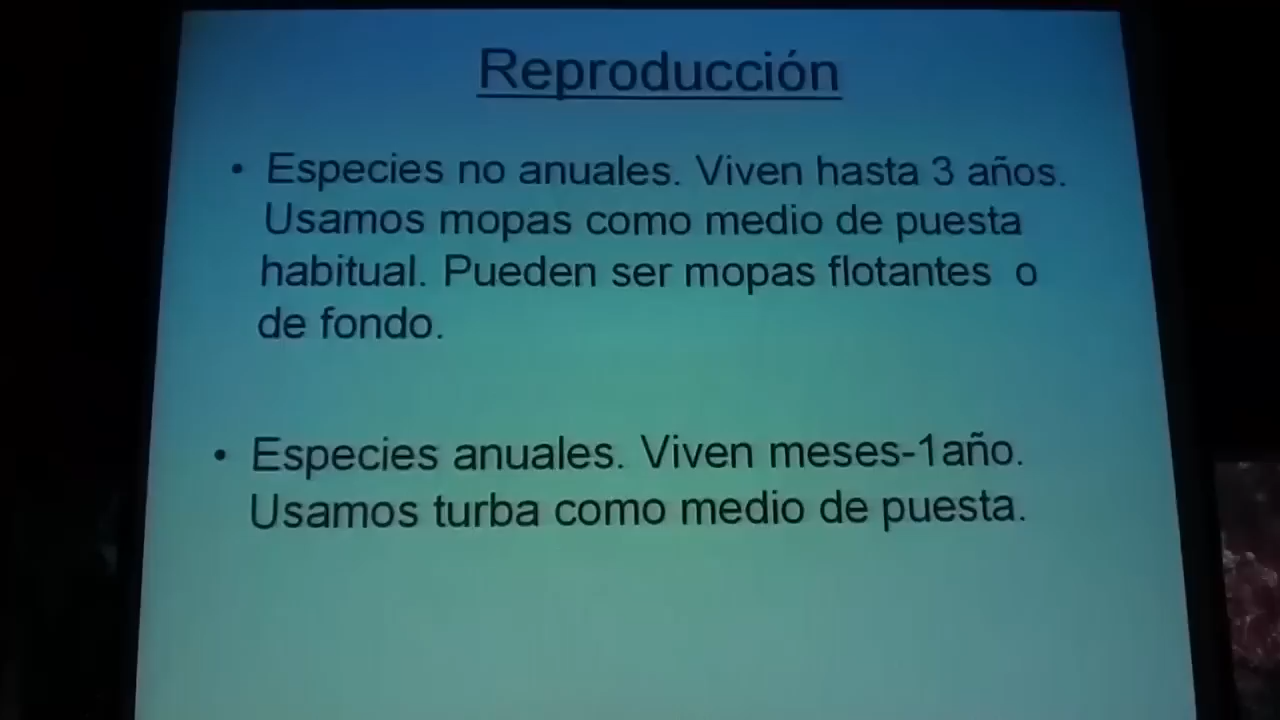 Reproducción
• Especies no anuales. Viven hasta 3 años.
Usamos mopas como medio de puesta
habitual. Pueden ser mopas flotantes o
de fondo.
• Especies anuales. Viven meses-1año.
Usamos turba como medio de puesta.